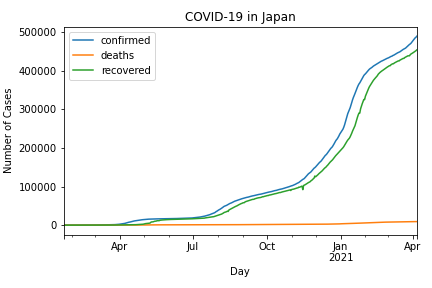 COVID-19 in Japan
confirmed
deaths
recovered
Number of Cases
500000
400000
300000
200000
100000
0
Apr
Jul
Oct
Jan
2021
Apr
Day